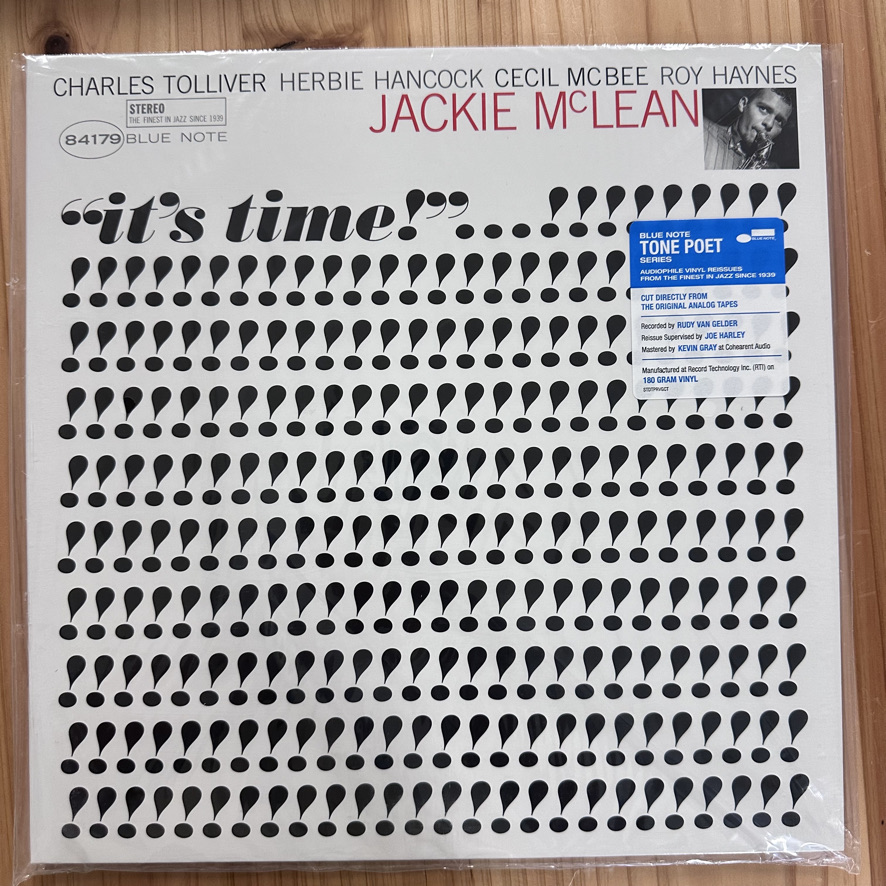 CHARLES TOLLIVER HERBIE HANCOCK CECIL MCBEE ROY HAYNES
JACKIE McLEAN
STEREO
THE FINEST IN JAZZ SINCE 1939
84179 BLUE NOTE
“it’s time!”...!!!!!!!!!
!!!!!!!!!!!!!!!!!!!!!!!!!!
!!!!!!!!!!!!!!!!!!!!!!!!!!
!!!!!!!!!!!!!!!!!!!!!!!!!!
!!!!!!!!!!!!!!!!!!!!!!!!!!
!!!!!!!!!!!!!!!!!!!!!!!!!!
!!!!!!!!!!!!!!!!!!!!!!!!!!
!!!!!!!!!!!!!!!!!!!!!!!!!!
!!!!!!!!!!!!!!!!!!!!!!!!!!
!!!!!!!!!!!!!!!!!!!!!!!!!!
BLUE NOTE
TONE POET
SERIES
BLUE NOTE
AUDIOPHILE VINYL REISSUES
FROM THE FINEST IN JAZZ SINCE 1939
CUT DIRECTLY FROM
THE ORIGINAL ANALOG TAPES
Recorded by RUDY VAN GELDER
Reissue Supervised by JOE HARLEY
Mastered by KEVIN GRAY at Cohearent Audio
Manufactured at Record Technology Inc. (RTI) on
180 GRAM VINYL